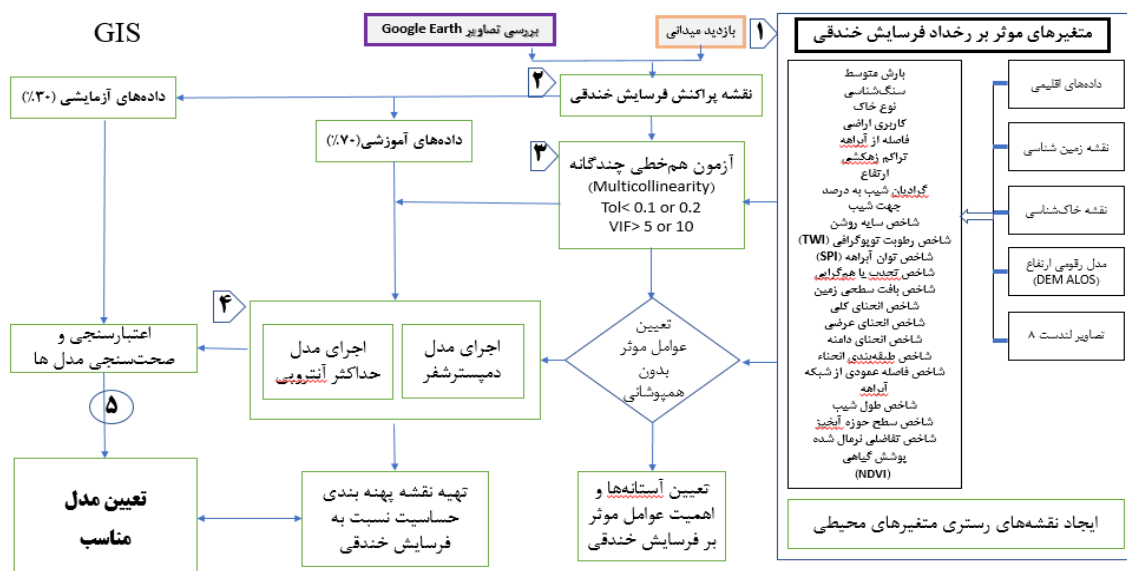 متغیرهای موثر بر رخداد فرسایش خندقی
داده‌های اقلیمی
نقشه زمین شناسی
نقشه خاک‌شناسی
مدل رقومی ارتفاع
(DEM ALOS)
تصاویر لندست ۸
بارش متوسط
سنگ‌شناسی
نوع خاک
کاربری اراضی
فاصله از آبراهه
تراکم زهکشی
ارتفاع
گرادیان شیب به درصد
جهت شیب
شاخص سایه روشن
شاخص رطوبت توپوگرافی (TWI)
شاخص توان آبراهه (SPI)
شاخص تحدب یا همگرایی
شاخص بافت سطحی زمین
شاخص انحنای کلی
شاخص انحنای عرضی
شاخص انحنای دامنه
شاخص طبقه‌بندی انحناء
شاخص فاصله عمودی از شبکه
آبراهه
شاخص طول شیب
شاخص سطح حوزه آبخیز
شاخص تفاضلی نرمال شده
پوشش گیاهی
(NDVI)
ایجاد نقشه‌های رستری متغیرهای محیطی
۱
بازدید میدانی
بررسی تصاویر Google Earth
GIS
۲
نقشه پراکنش فرسایش خندقی
داده‌های آموزشی(۷۰٪)
داده‌های آزمایشی (۳۰٪)
۳
آزمون هم‌خطی چندگانه
(Multicollinearity)
Tol< 0.1 or 0.2
VIF> 5 or 10
تعیین
عوامل موثر
بدون
همپوشانی
تعیین آستانه‌ها و
اهمیت عوامل موثر
بر فرسایش خندقی
۴
اجرای مدل
دمپسترشفر
اجرای مدل
حداکثر آنتروپی
تهیه نقشه پهنه بندی
حساسیت نسبت به
فرسایش خندقی
اعتبارسنجی و
صحت‌سنجی مدل ها
۵
تعیین مدل
مناسب